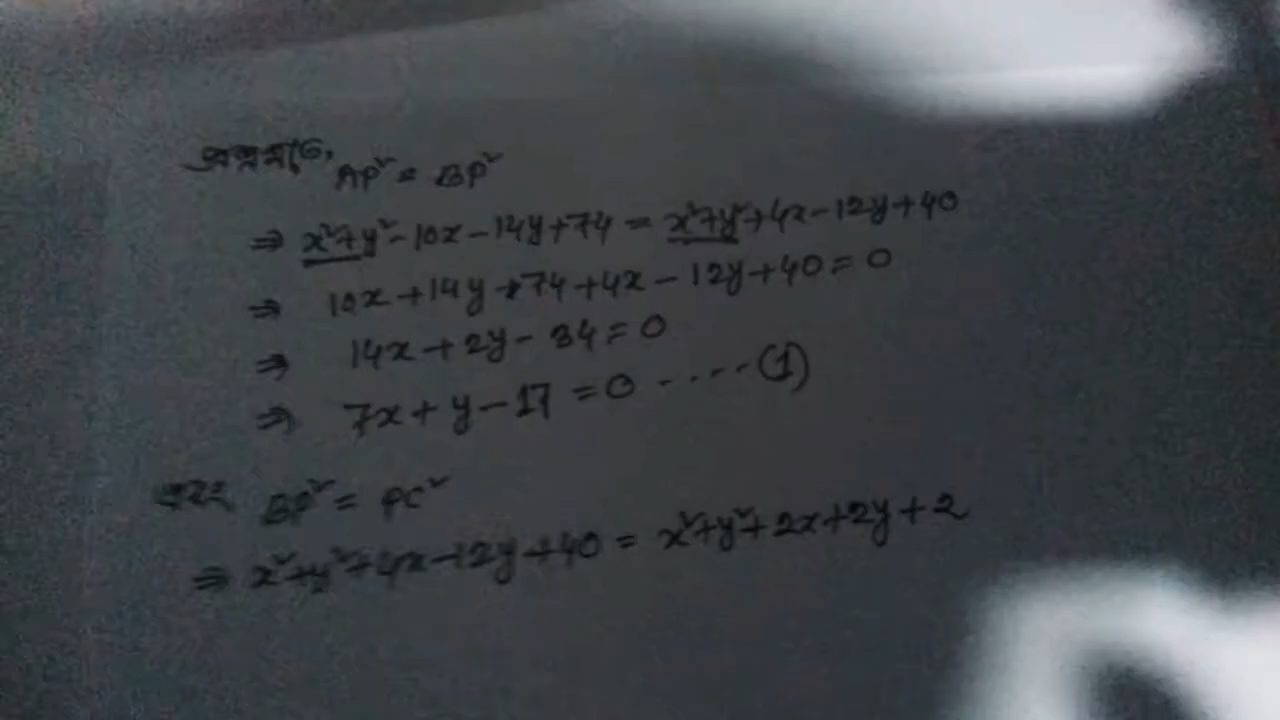 প্রশ্নমতে,
AP² = BP²
⇒ x²+y²-10x-14y+74 = x²+y²+4x-12y+40
⇒ 10x+14y-74+4x-12y+40=0
⇒ 14x+2y-34=0
⇒ 7x+y-17=0 ....(1)
এবং BP² = PC²
⇒ x²+y²+4x-12y+40 = x²+y²+2x+2y+2